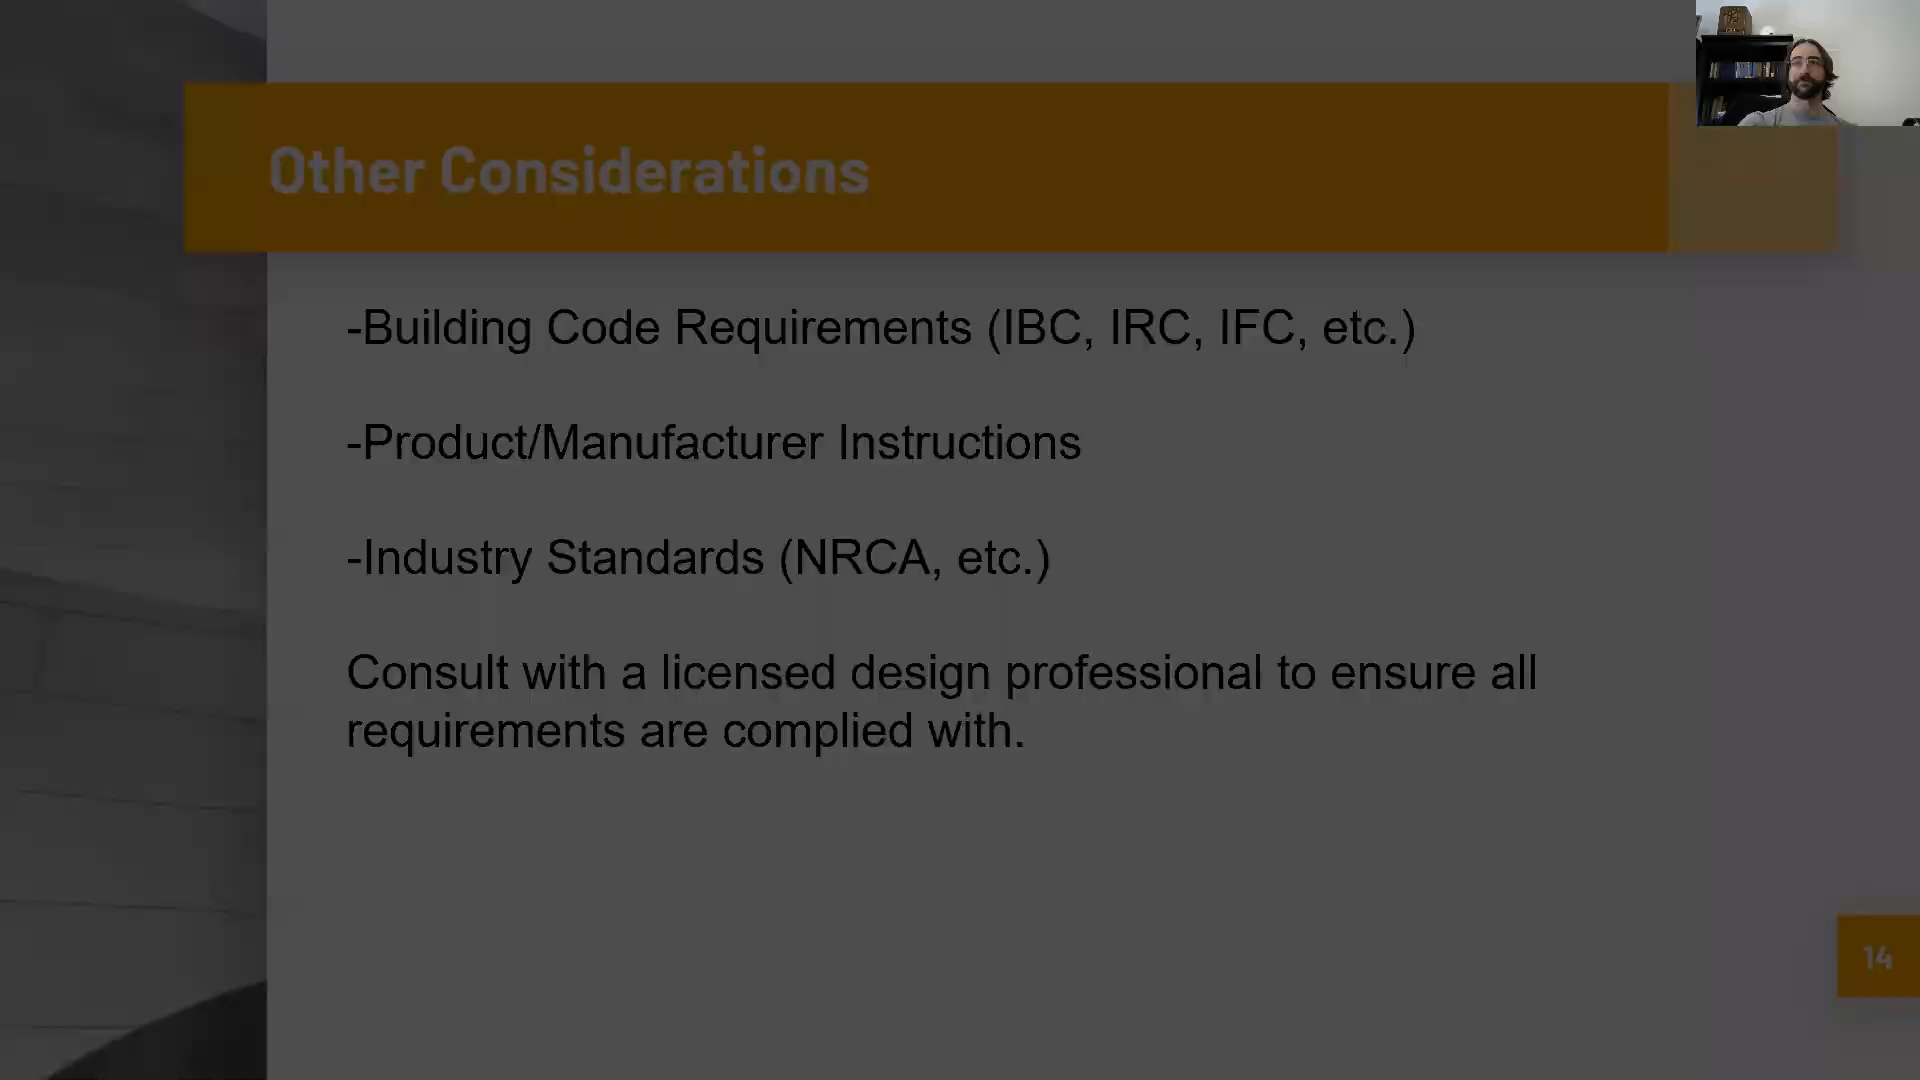 Other Considerations
-Building Code Requirements (IBC, IRC, IFC, etc.)
-Product/Manufacturer Instructions
-Industry Standards (NRCA, etc.)
Consult with a licensed design professional to ensure all
requirements are complied with.
14